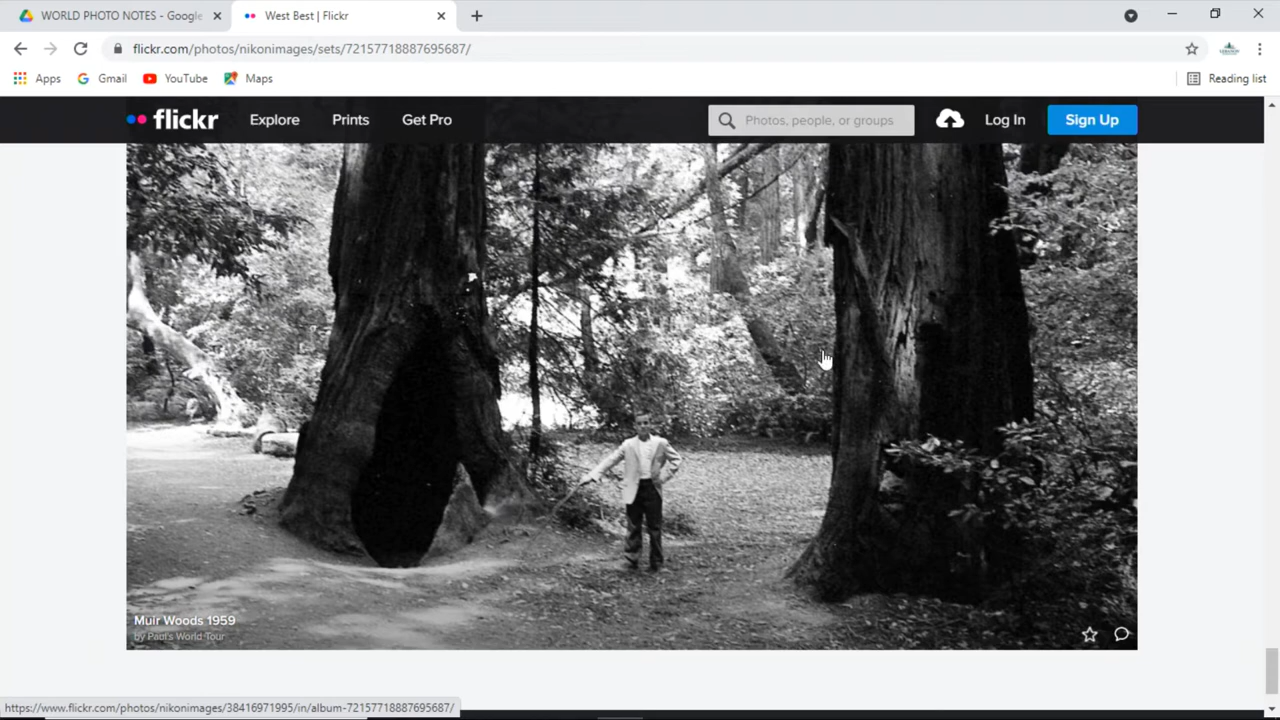 WORLD PHOTO NOTES - Google
West Best | Flickr
flickr.com/photos/nikonimages/sets/72157718887695687/
Apps
Gmail
YouTube
Maps
Reading list
flickr
Explore
Prints
Get Pro
Photos, people, or groups
Log In
Sign Up
Muir Woods 1959
by Paul's World Tour
https://www.flickr.com/photos/nikonimages/38416971995/in/album-72157718887695687/